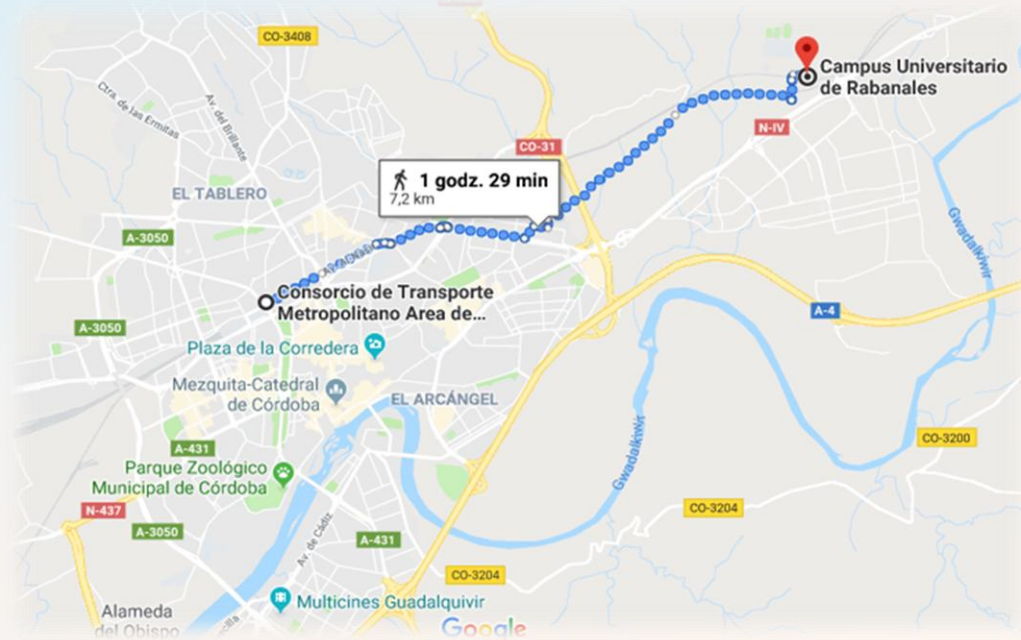 CO-3408
Campus Universitario
de Rabanales
Ctra. de las Ermitas
Av. del Brillante
N-IV
CO-31
1 godz. 29 min
7,2 km
EL TABLERO
A-3050
Gwadalkiwir
Consorcio de Transporte
Metropolitano Area de...
A-4
A-3050
Plaza de la Corredera
Mezquita-Catedral
de Córdoba
EL ARCÁNGEL
Gwadalkiwir
CO-3200
A-431
Parque Zoológico
Municipal de Córdoba
N-437
CO-3204
A-3050
Av. de Cádiz
A-431
CO-3204
Multicines Guadalquivir
Alameda
del Obispo
Google